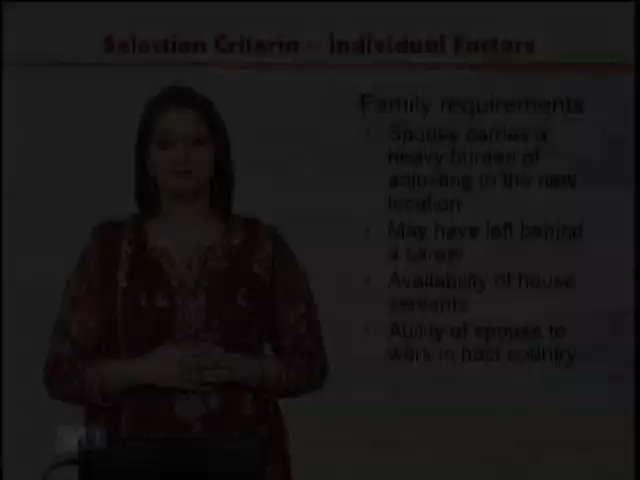 Selection Criteria – Individual Factors
Family requirements
• Spouse carries a
heavy burden of
adjusting to the new
location
• May have left behind
a career
• Availability of house
servants
• Ability of spouse to
work in host country